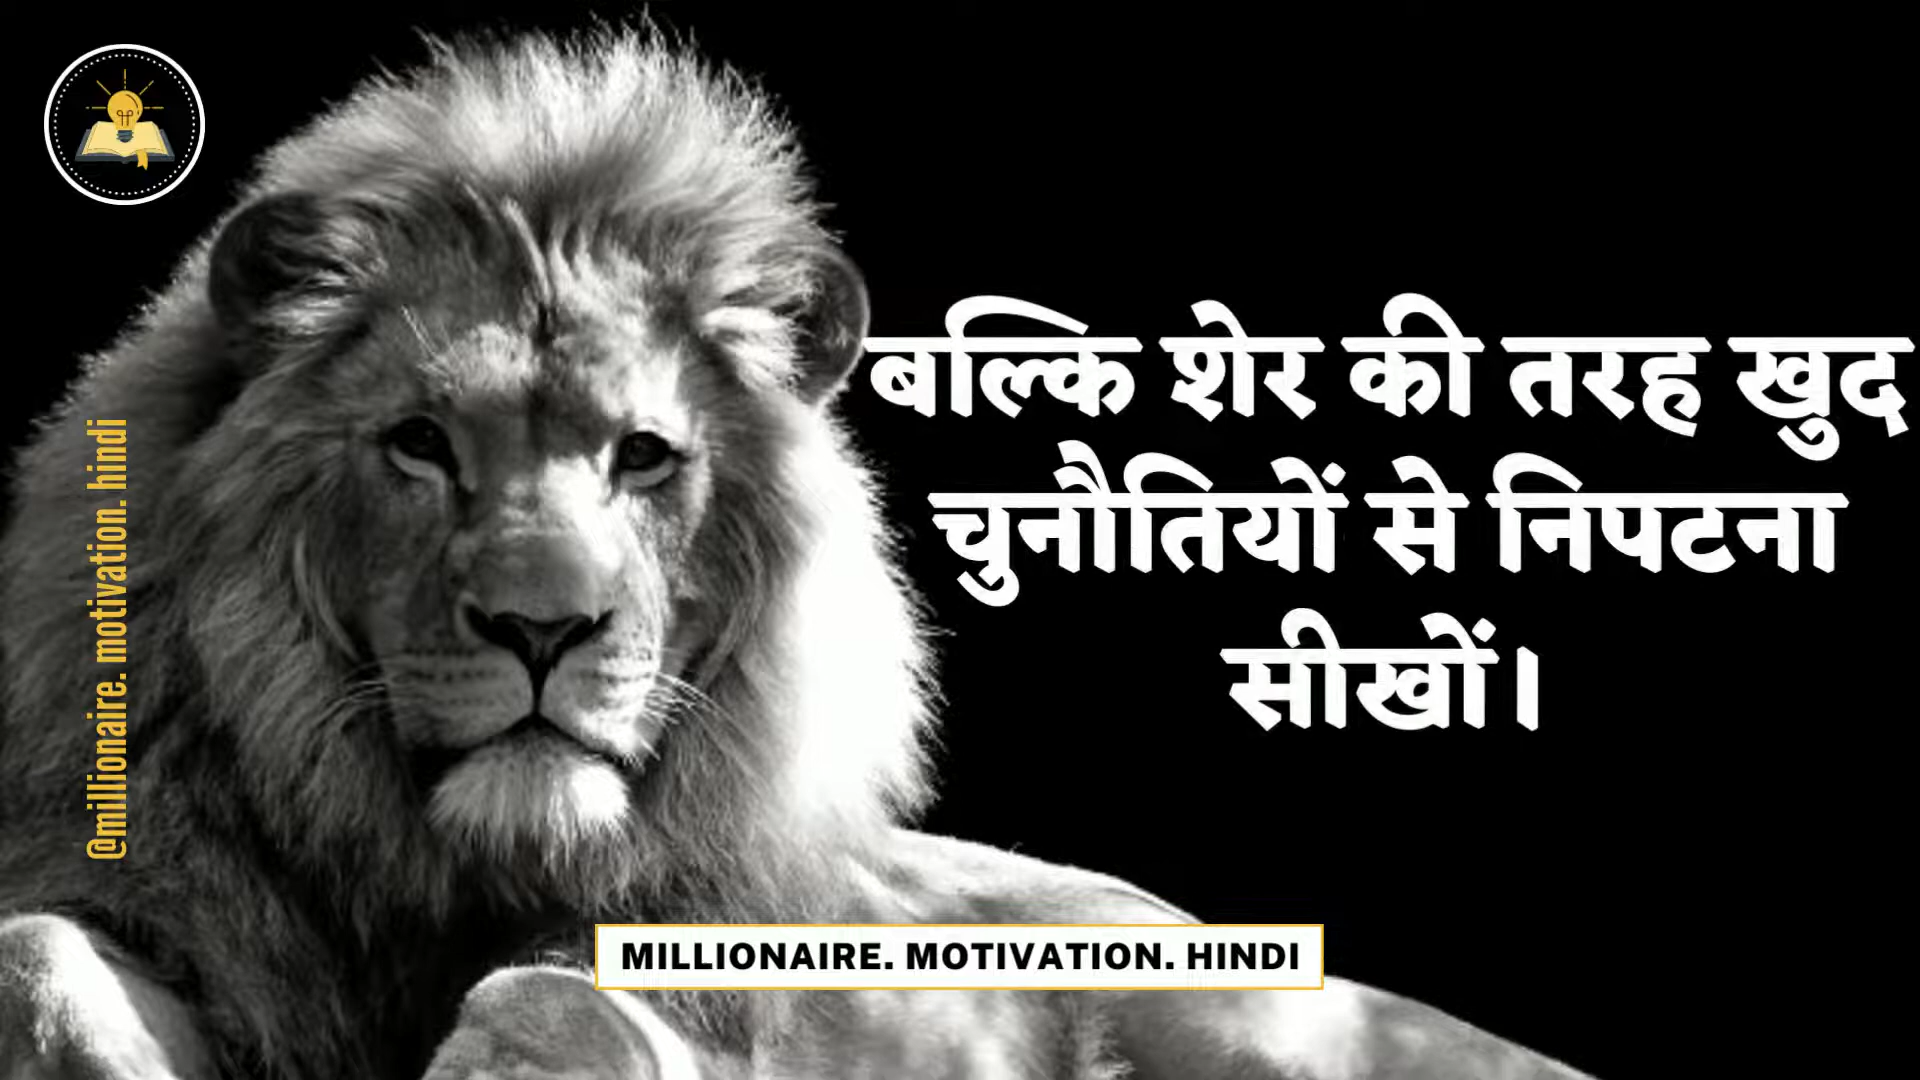 बल्कि शेर की तरह खुद
चुनौतियों से निपटना
सीखों।
@millionaire. motivation. hindi
MILLIONAIRE. MOTIVATION. HINDI